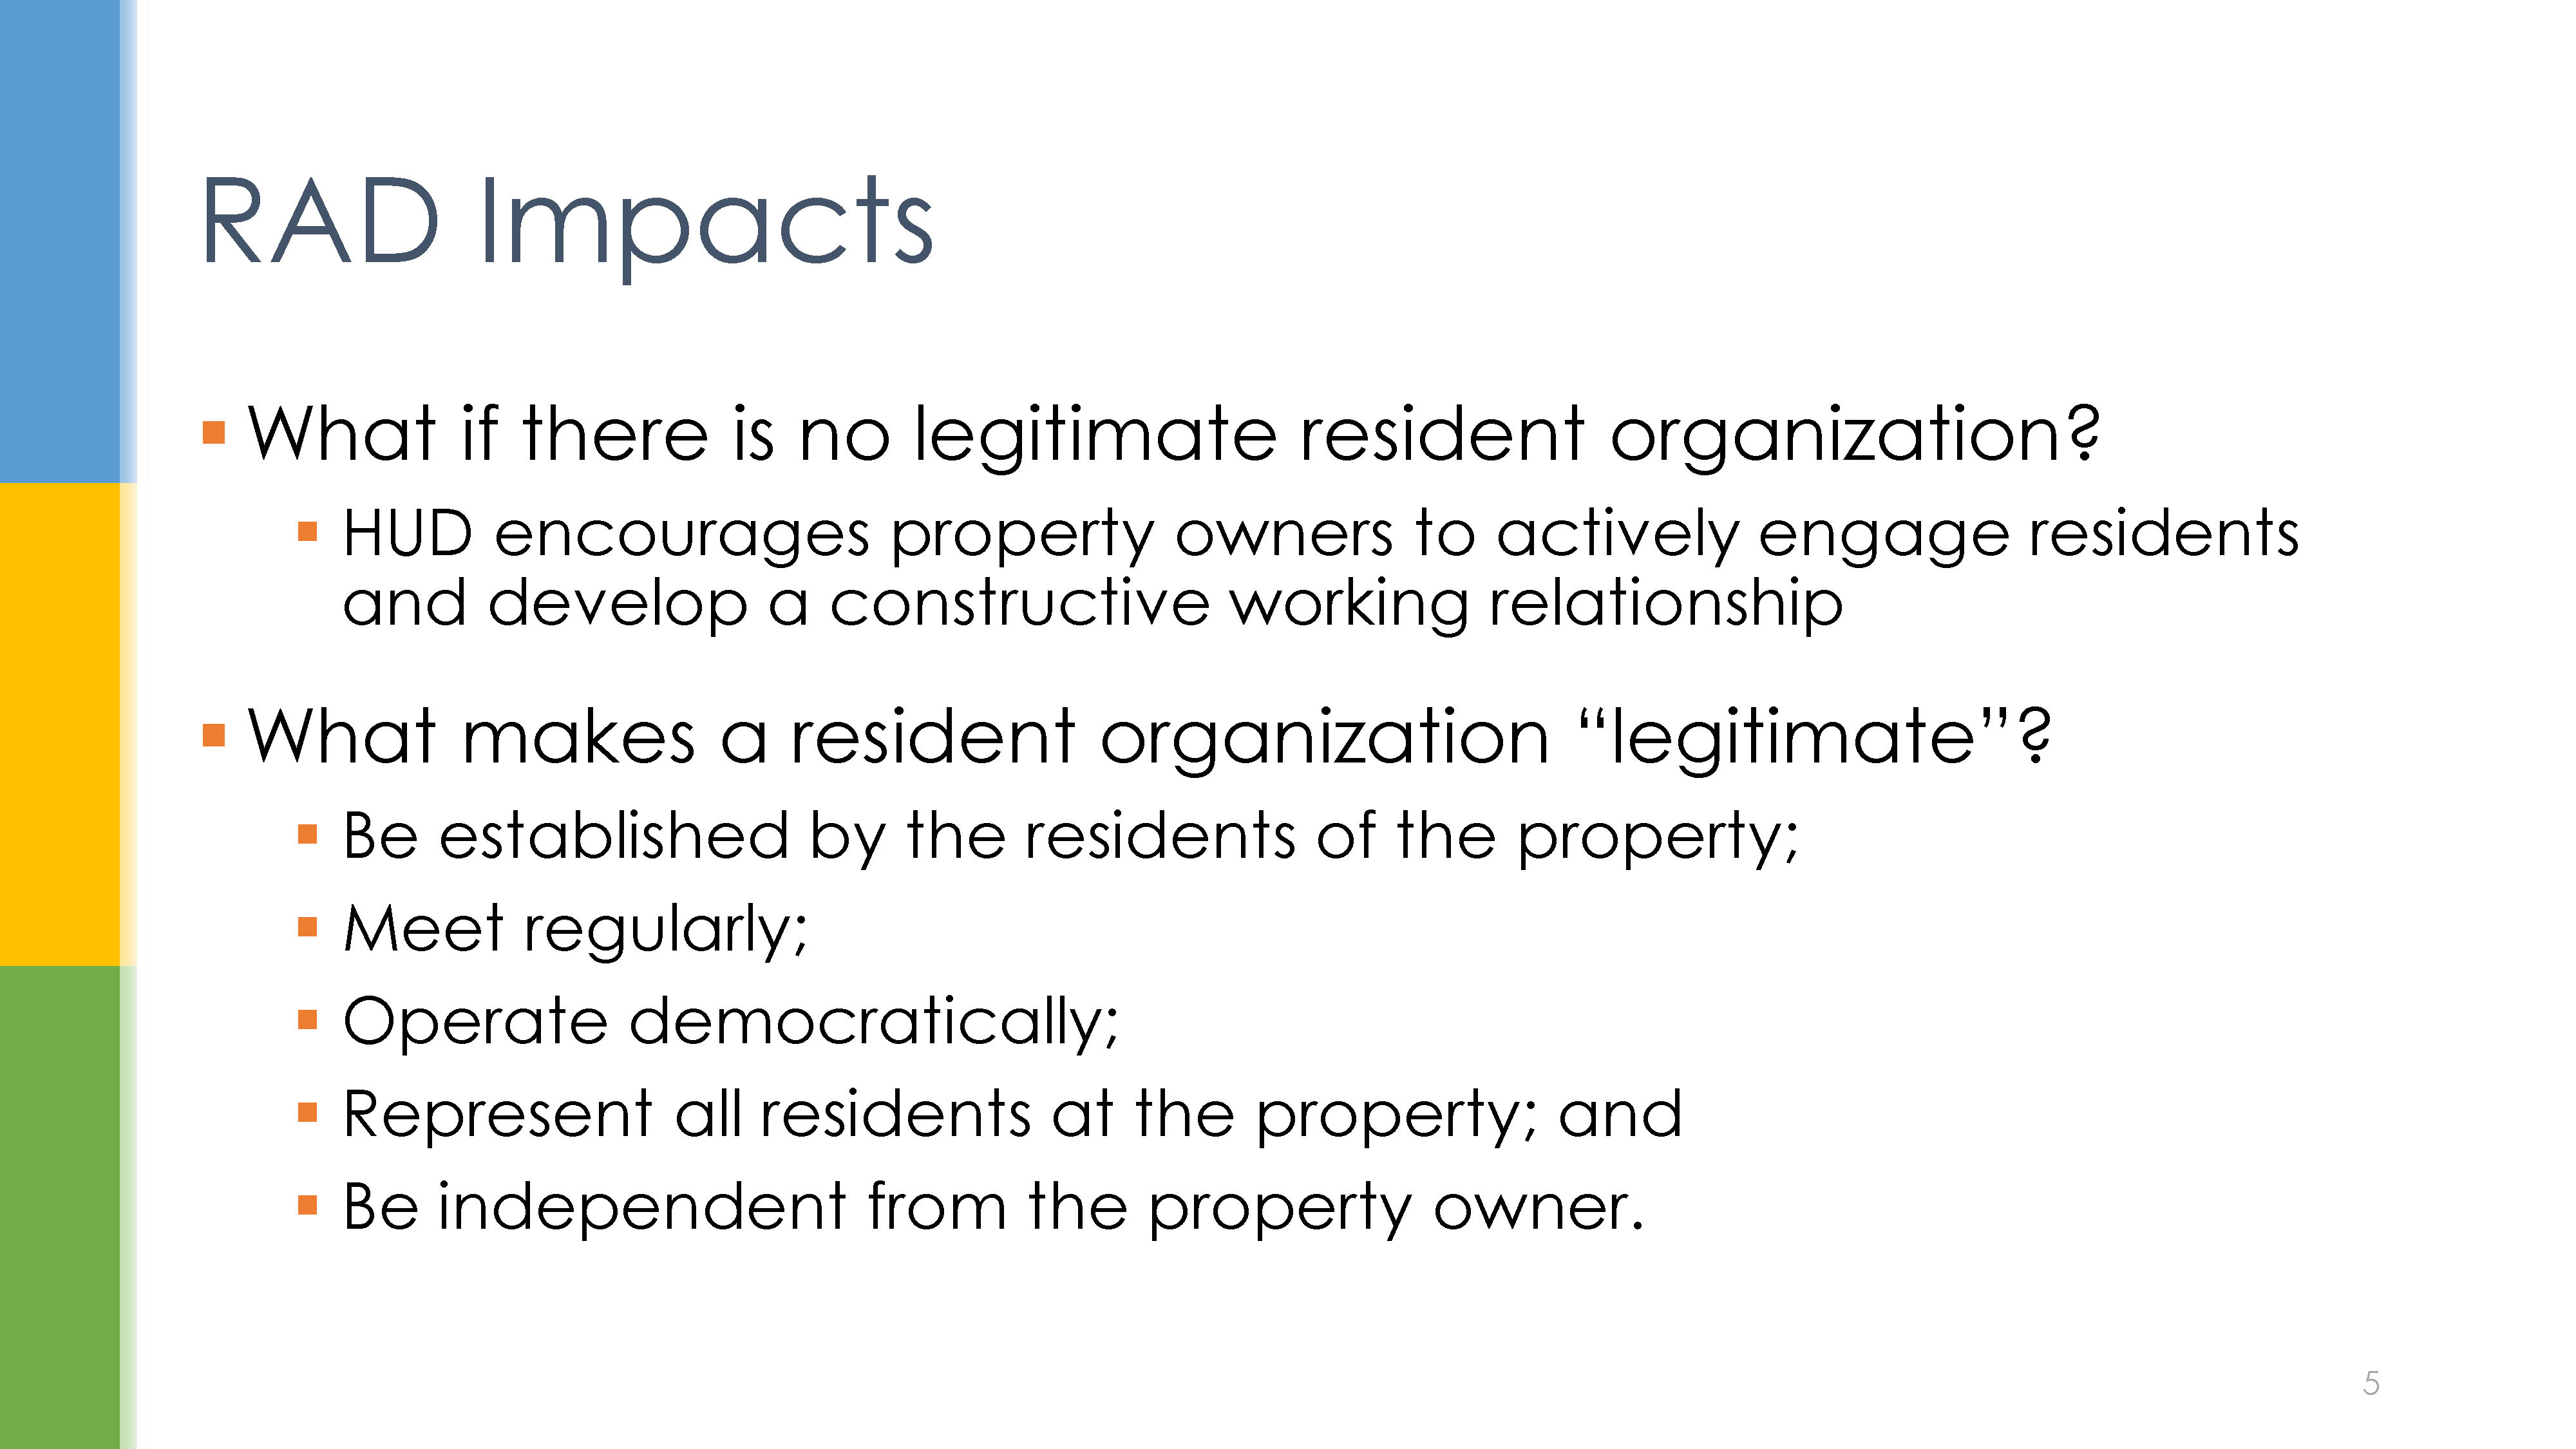 RAD Impacts
▪ What if there is no legitimate resident organization?
▪ HUD encourages property owners to actively engage residents
and develop a constructive working relationship
▪ What makes a resident organization “legitimate”?
▪ Be established by the residents of the property;
▪ Meet regularly;
▪ Operate democratically;
▪ Represent all residents at the property; and
▪ Be independent from the property owner.
5